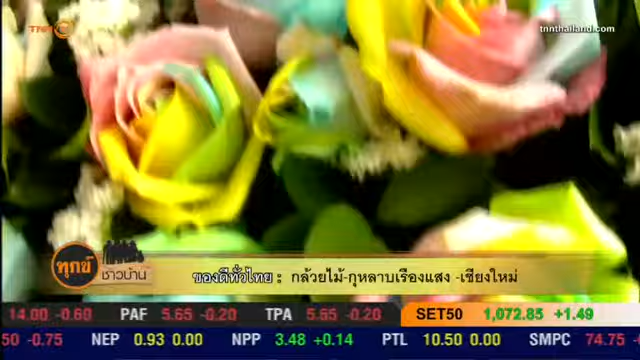 TNN
tnnthailand.com
ทุกข์
ชาวบ้าน
ของดีทั่วไทย : กล้วยไม้-กุหลาบเรืองแสง -เชียงใหม่
14.00 -0.60 PAF 5.65 -0.20 TPA 5.65 -0.20 SET50 1,072.85 +1.49
50 -0.75 NEP 0.93 0.00 NPP 3.48 +0.14 PTL 10.50 0.00 SMPC 74.75